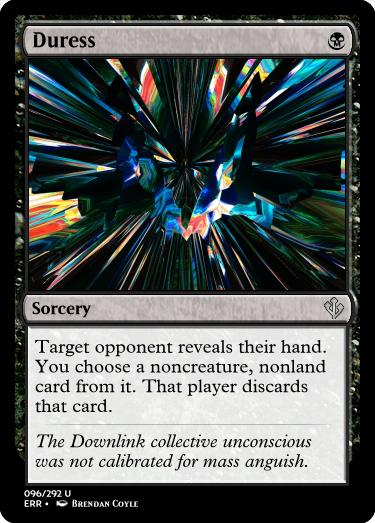 Duress
Sorcery
Target opponent reveals their hand.
You choose a noncreature, nonland
card from it. That player discards
that card.
The Downlink collective unconscious
was not calibrated for mass anguish.
096/292 U
ERR • Brendan Coyle